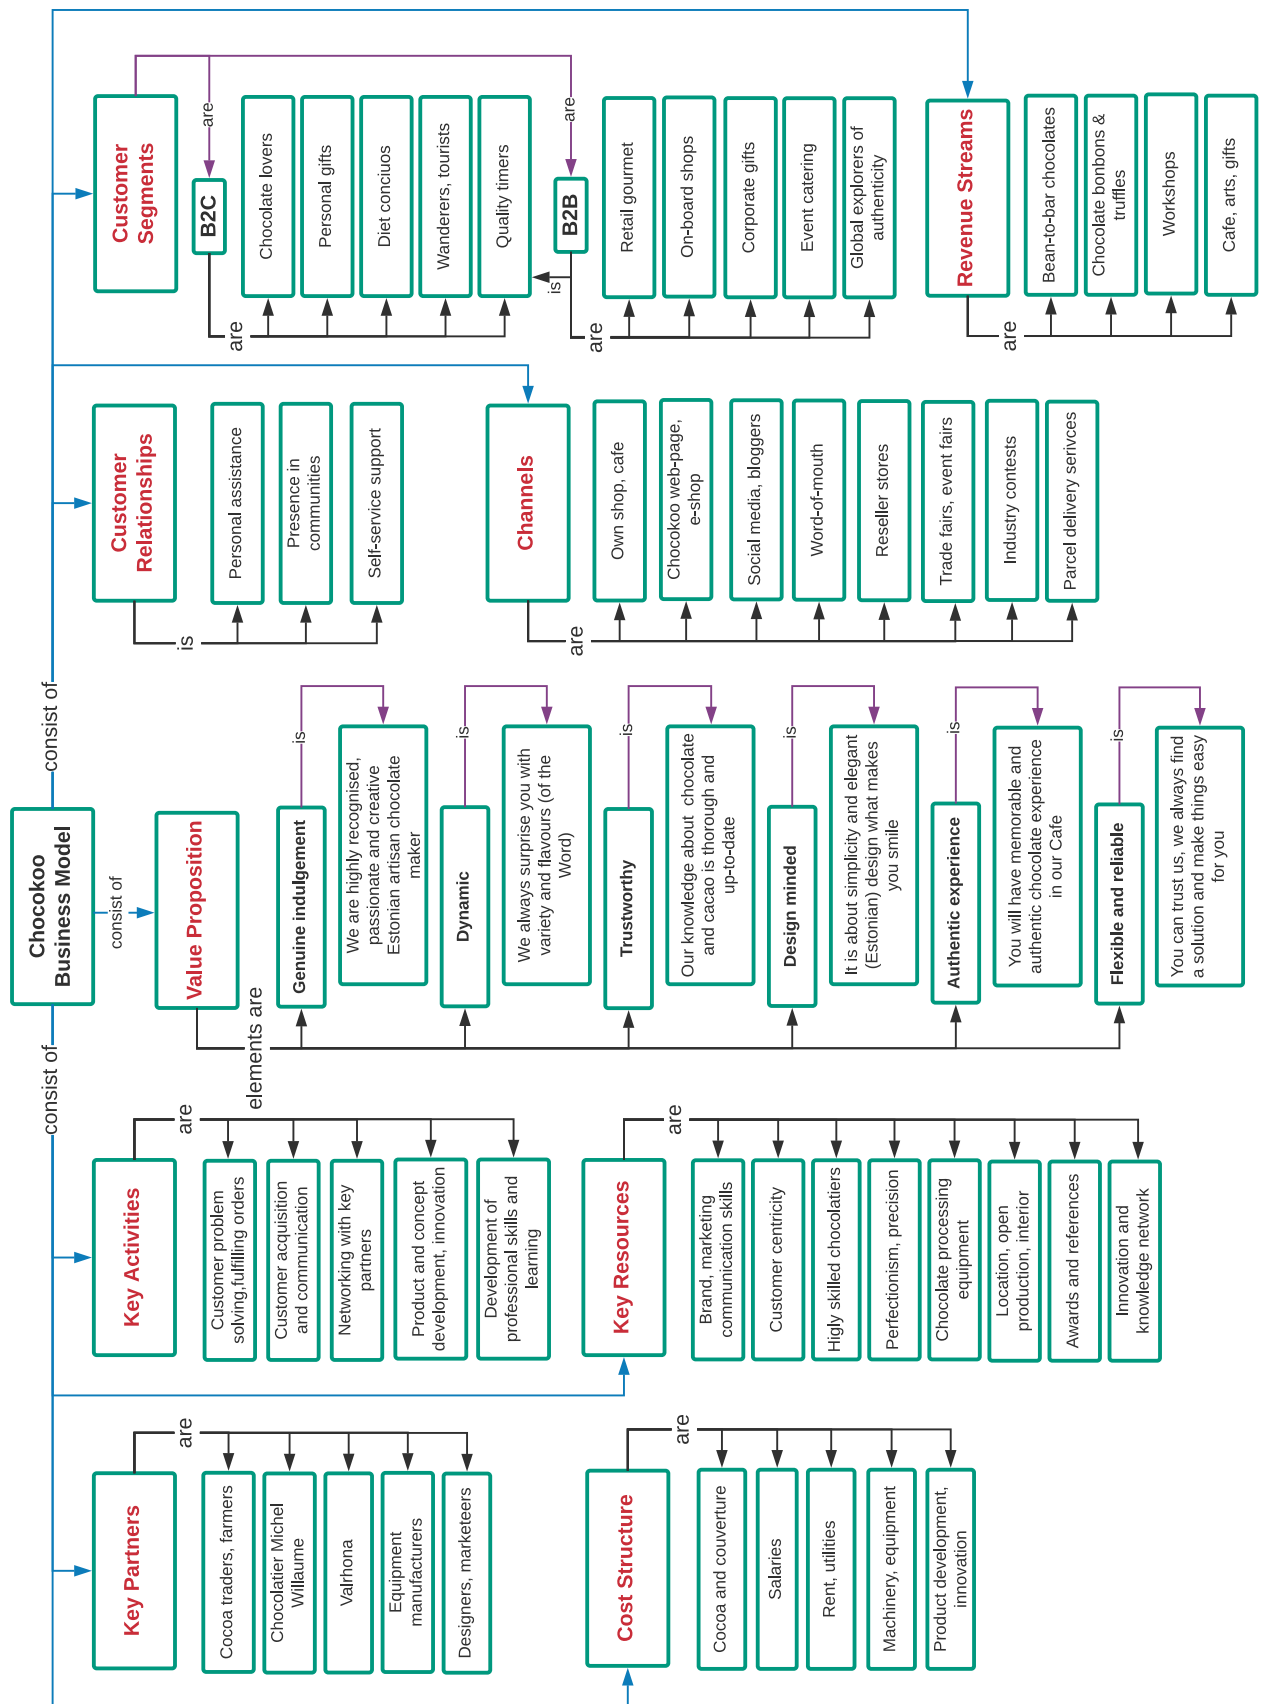 Chocokoo
Business Model
consist of
consist of
consist of
Key Partners
are
Cocoa traders, farmers
Chocolatier Michel
Willaume
Valrhona
Equipment
manufacturers
Designers, marketeers
Key Activities
are
Customer problem
solving,fulfilling orders
Customer acquisition
and communication
Networking with key
partners
Product and concept
development, innovation
Development of
professional skills and
learning
Value Proposition
elements are
Genuine indulgement
is
We are highly recognised,
passionate and creative
Estonian artisan chocolate
maker
Dynamic
is
We always surprise you with
variety and flavours (of the
Word)
Trustworthy
is
Our knowledge about chocolate
and cacao is thorough and
up-to-date
Design minded
is
It is about simplicity and elegant
(Estonian) design what makes
you smile
Authentic experience
is
You will have memorable and
authentic chocolate experience
in our Cafe
Flexible and reliable
is
You can trust us, we always find
a solution and make things easy
for you
Customer
Relationships
is
Personal assistance
Presence in
communities
Self-service support
Customer
Segments
are
B2C
are
Chocolate lovers
Personal gifts
Diet conciuos
Wanderers, tourists
Quality timers
are
B2B
is
are
Retail gourmet
On-board shops
Corporate gifts
Event catering
Global explorers of
authenticity
Key Resources
are
Brand, marketing
communication skills
Customer centricity
Higly skilled chocolatiers
Perfectionism, precision
Chocolate processing
equipment
Location, open
production, interior
Awards and references
Innovation and
knowledge network
Channels
are
Own shop, cafe
Chocokoo web-page,
e-shop
Social media, bloggers
Word-of-mouth
Reseller stores
Trade fairs, event fairs
Industry contests
Parcel delivery serivces
Cost Structure
are
Cocoa and couverture
Salaries
Rent, utilities
Machinery, equipment
Product development,
innovation
Revenue Streams
are
Bean-to-bar chocolates
Chocolate bonbons &
truffles
Workshops
Cafe, arts, gifts